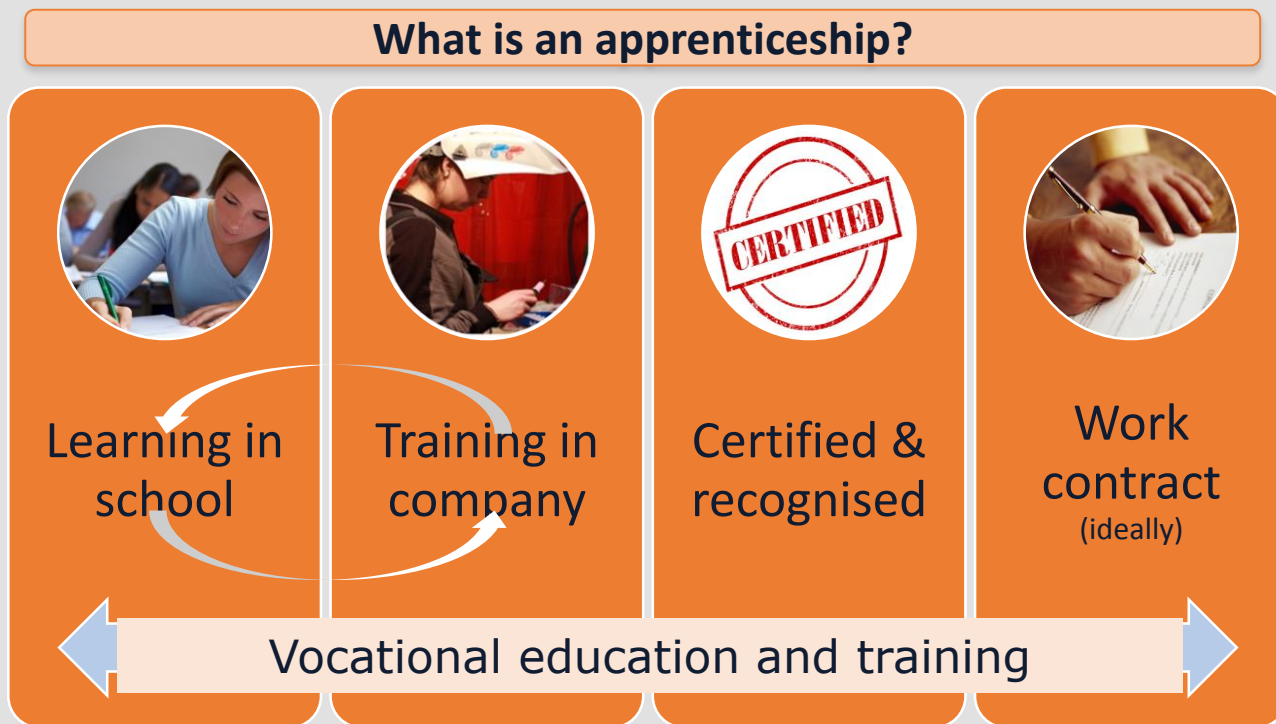 What is an apprenticeship?
CERTIFIED
Learning in
school
Training in
company
Certified &
recognised
Work
contract
(ideally)
Vocational education and training